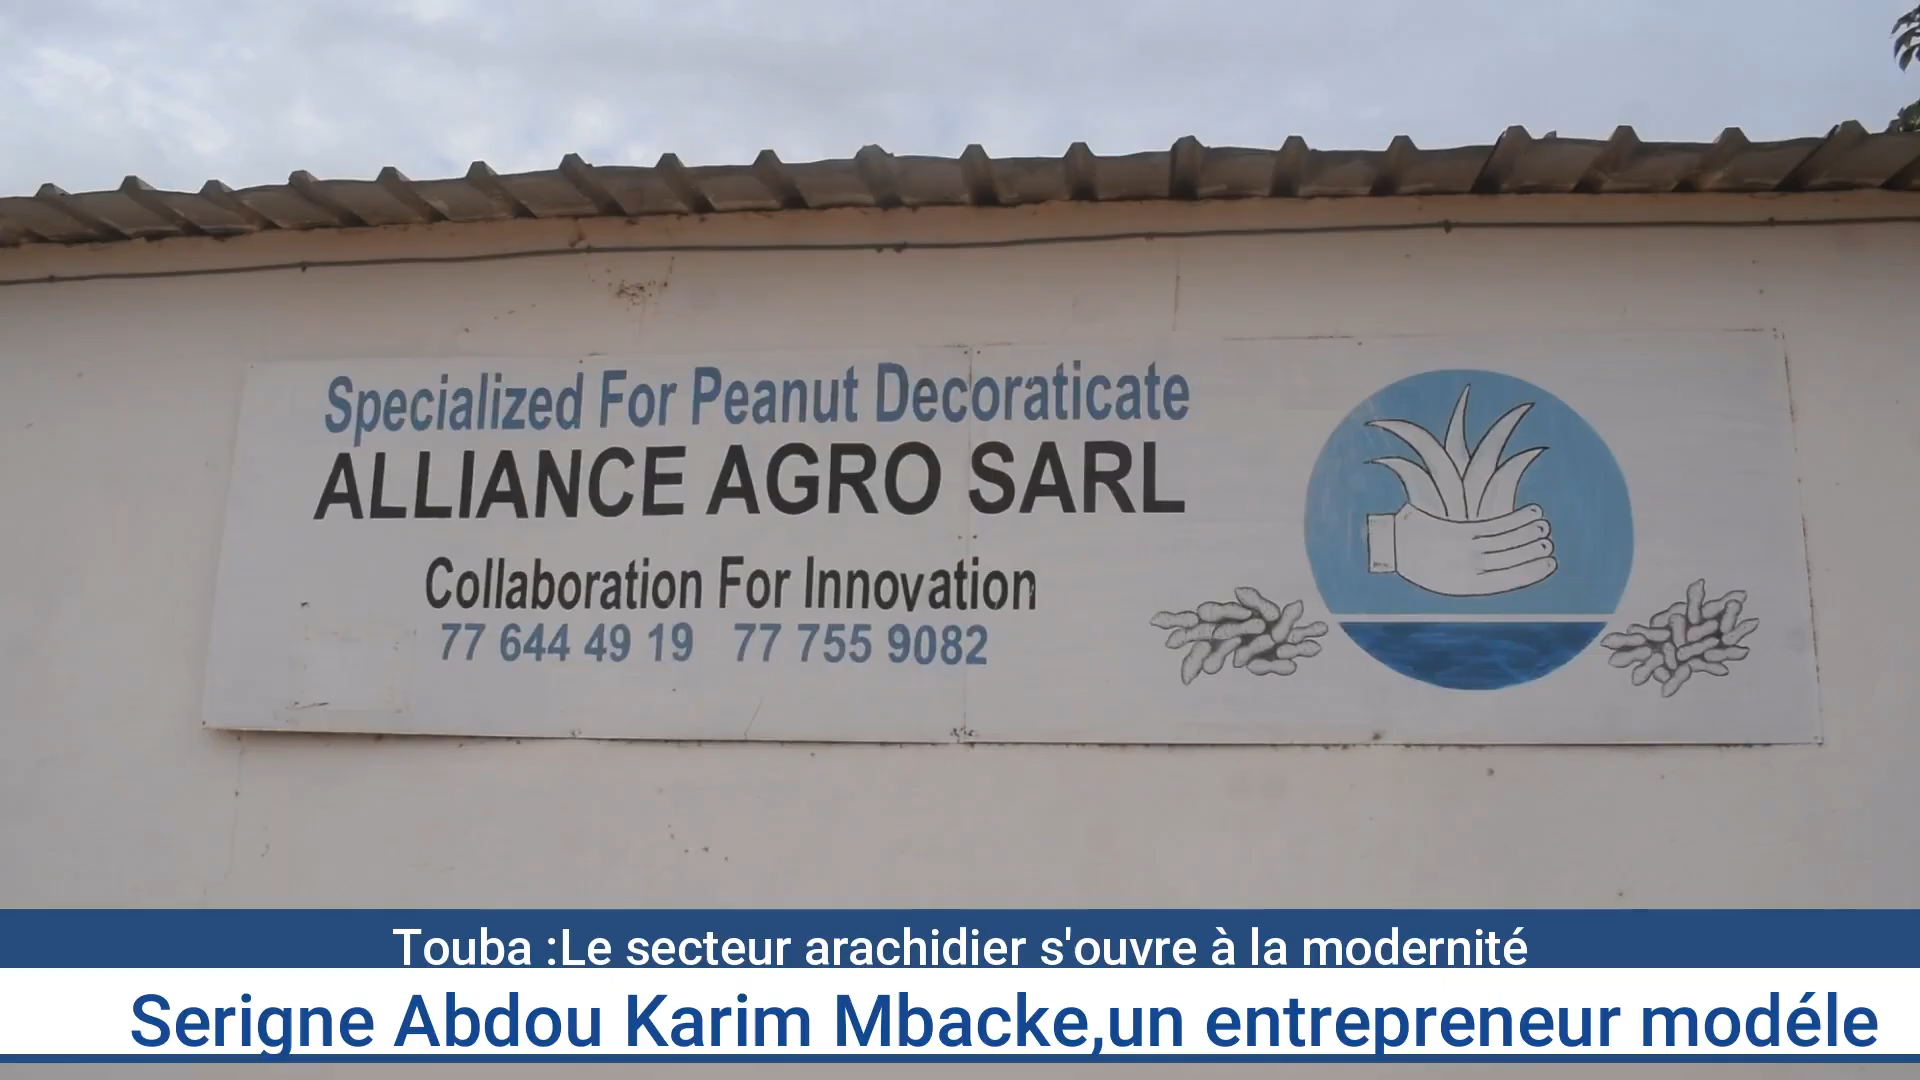 Specialized For Peanut Decoraticate
ALLIANCE AGRO SARL
Collaboration For Innovation
77 644 49 19 77 755 9082
Touba :Le secteur arachidier s'ouvre à la modernité
Serigne Abdou Karim Mbacke,un entrepreneur modéle